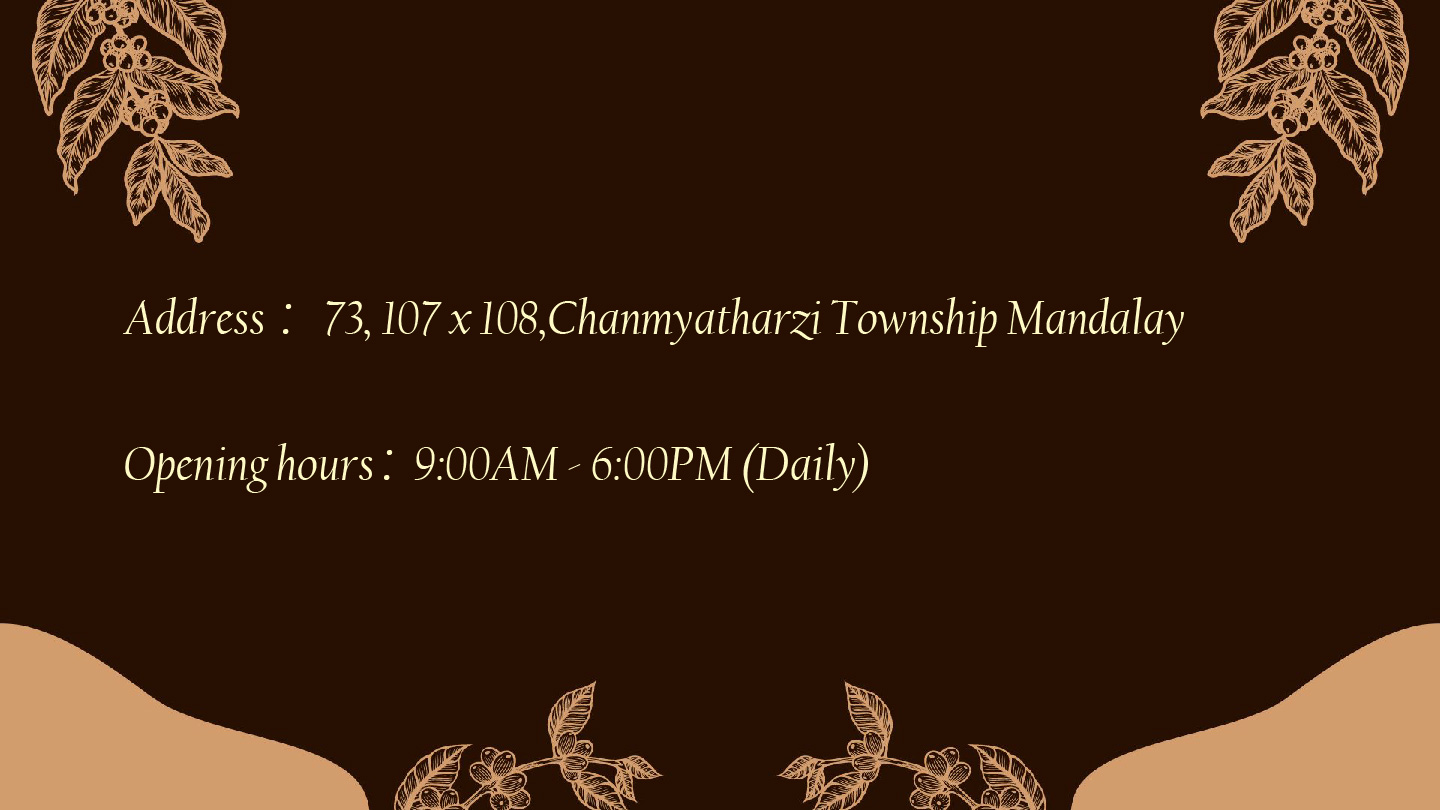 Address : 73, 107 x 108,Chanmyatharzi Township Mandalay
Opening hours : 9:00AM - 6:00PM (Daily)